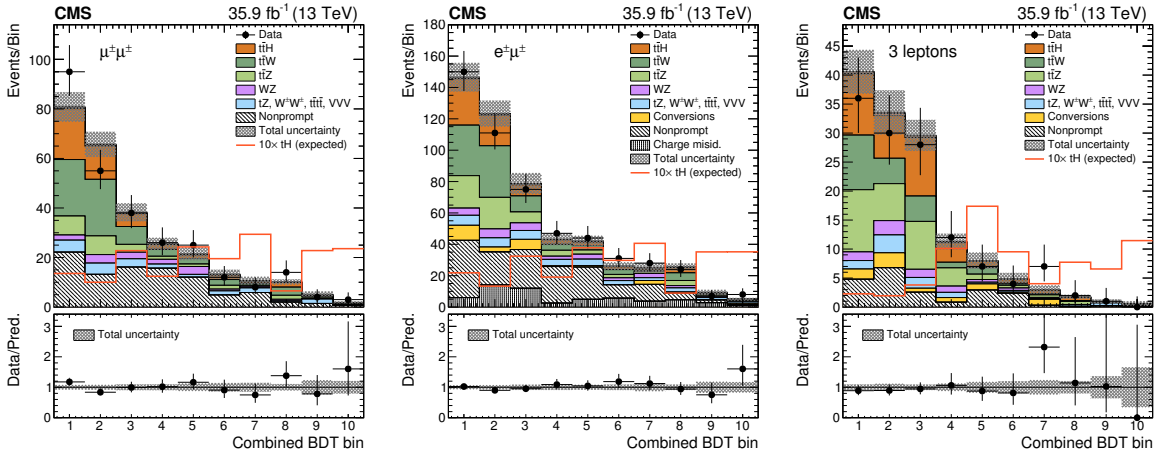 CMS 35.9 fb⁻¹ (13 TeV)
Events/Bin
μ±μ±
Data
tt̄H
tt̄W
tt̄Z
WZ
tZ, W±W±, tt̄tt̄, VVV
Nonprompt
Total uncertainty
10× tH (expected)
100
80
60
40
20
0
Data/Pred.
Total uncertainty
3
2
1
0
1 2 3 4 5 6 7 8 9 10
Combined BDT bin
CMS 35.9 fb⁻¹ (13 TeV)
Events/Bin
e±μ±
Data
tt̄H
tt̄W
tt̄Z
WZ
tZ, W±W±, tt̄tt̄, VVV
Conversions
Nonprompt
Charge misid.
Total uncertainty
10× tH (expected)
180
160
140
120
100
80
60
40
20
0
Data/Pred.
Total uncertainty
3
2
1
0
1 2 3 4 5 6 7 8 9 10
Combined BDT bin
CMS 35.9 fb⁻¹ (13 TeV)
Events/Bin
3 leptons
Data
tt̄H
tt̄W
tt̄Z
WZ
tZ, W±W±, tt̄tt̄, VVV
Conversions
Nonprompt
Total uncertainty
10× tH (expected)
45
40
35
30
25
20
15
10
5
0
Data/Pred.
Total uncertainty
3
2
1
0
1 2 3 4 5 6 7 8 9 10
Combined BDT bin